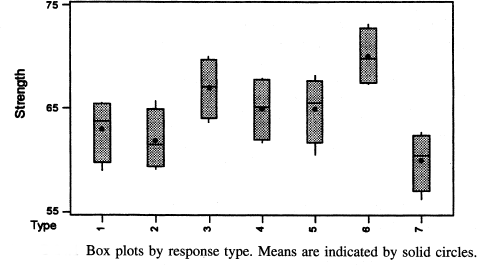 75
Strength
65
55
Type
1 2 3 4 5 6 7
Box plots by response type. Means are indicated by solid circles.